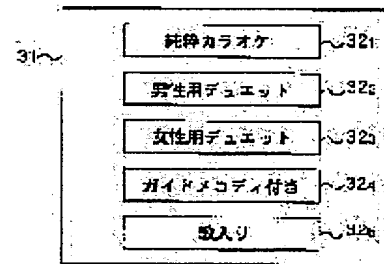 純粋カラオケ 32₁
31
男性用デュエット 32₂
女性用デュエット 32₃
ガイドメロディ付き 32₄
歌入り 32₅